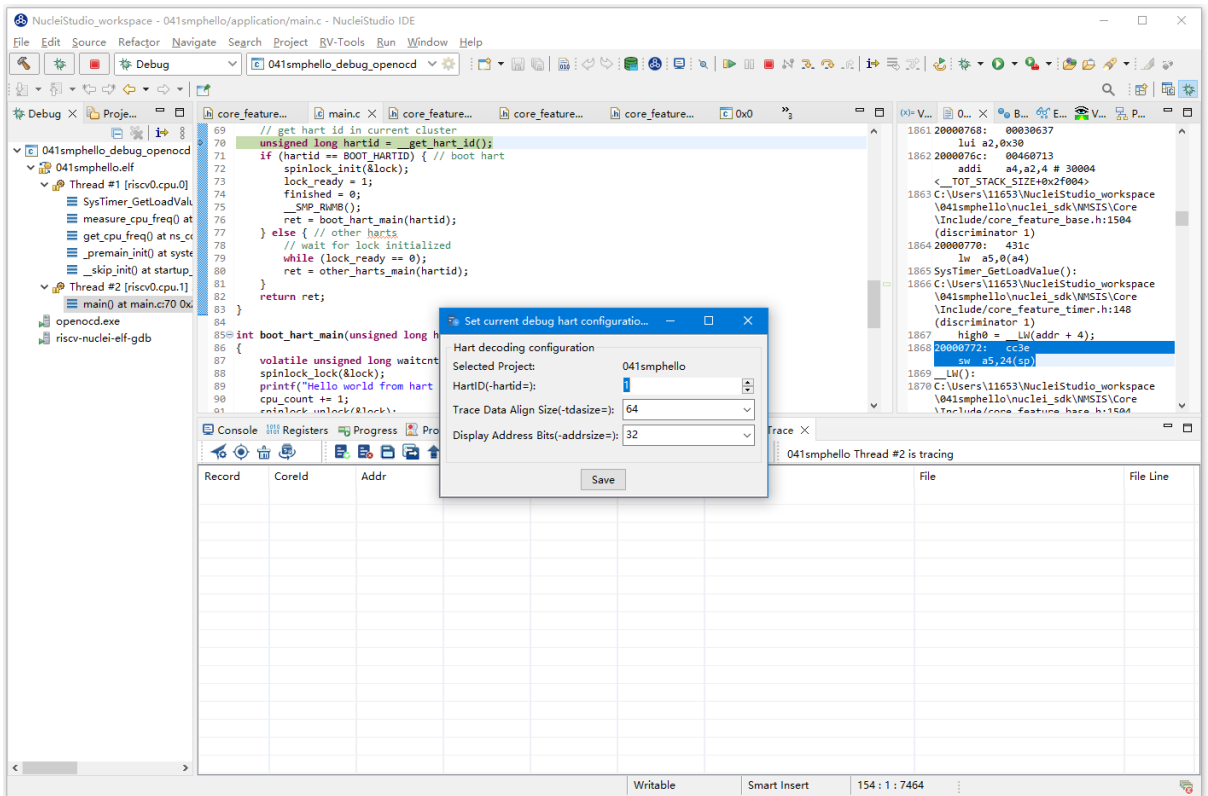 NucleiStudio_workspace - 041smphello/application/main.c - NucleiStudio IDE
File Edit Source Refactor Navigate Search Project RV-Tools Run Window Help
Debug
041smphello_debug_openocd
Debug
Proje...
041smphello_debug_openocd
041smphello.elf
Thread #1 [riscv0.cpu.0]
SysTimer_GetLoadValu
measure_cpu_freq() at
get_cpu_freq() at ns_co
_premain_init() at syste
__skip_init() at startup_
Thread #2 [riscv0.cpu.1]
main() at main.c:70 0x
openocd.exe
riscv-nuclei-elf-gdb
core_feature...
main.c
core_feature...
core_feature...
core_feature...
0x0
3
69 // get hart id in current cluster
70 unsigned long hartid = __get_hart_id();
71 if (hartid == BOOT_HARTID) { // boot hart
72 spinlock_init(&lock);
73 lock_ready = 1;
74 finished = 0;
75 __SMP_RWMB();
76 ret = boot_hart_main(hartid);
77 } else { // other harts
78 // wait for lock initialized
79 while (lock_ready == 0);
80 ret = other_harts_main(hartid);
81 }
82 return ret;
83 }
84
85 int boot_hart_main(unsigned long h
86 {
87 volatile unsigned long waitcnt
88 spinlock_lock(&lock);
89 printf("Hello world from hart
90 cpu_count += 1;
91 spinlock_unlock(&lock);
V...
0...
B...
E...
V...
P...
1861 20000768: 00030637
lui a2,0x30
1862 2000076c: 00460713
addi a4,a2,4 # 30004
<__TOT_STACK_SIZE+0x2f004>
1863 C:\Users\11653\NucleiStudio_workspace
\041smphello\nuclei_sdk\NMSIS\Core
\Include/core_feature_base.h:1504
(discriminator 1)
1864 20000770: 431c
lw a5,0(a4)
1865 SysTimer_GetLoadValue():
1866 C:\Users\11653\NucleiStudio_workspace
\041smphello\nuclei_sdk\NMSIS\Core
\Include/core_feature_timer.h:148
(discriminator 1)
1867 high0 = __LW(addr + 4);
1868 20000772: cc3e
sw a5,24(sp)
1869 __LW():
1870 C:\Users\11653\NucleiStudio_workspace
\041smphello\nuclei_sdk\NMSIS\Core
\Include/core_feature_base.h:1504
Set current debug hart configuratio...
Hart decoding configuration
Selected Project: 041smphello
HartID(-hartid=): 1
Trace Data Align Size(-tdasize=): 64
Display Address Bits(-addrsize=): 32
Save
Console
Registers
Progress
Pro
Trace
041smphello Thread #2 is tracing
Record CoreId Addr File File Line
Writable Smart Insert 154 : 1 : 7464